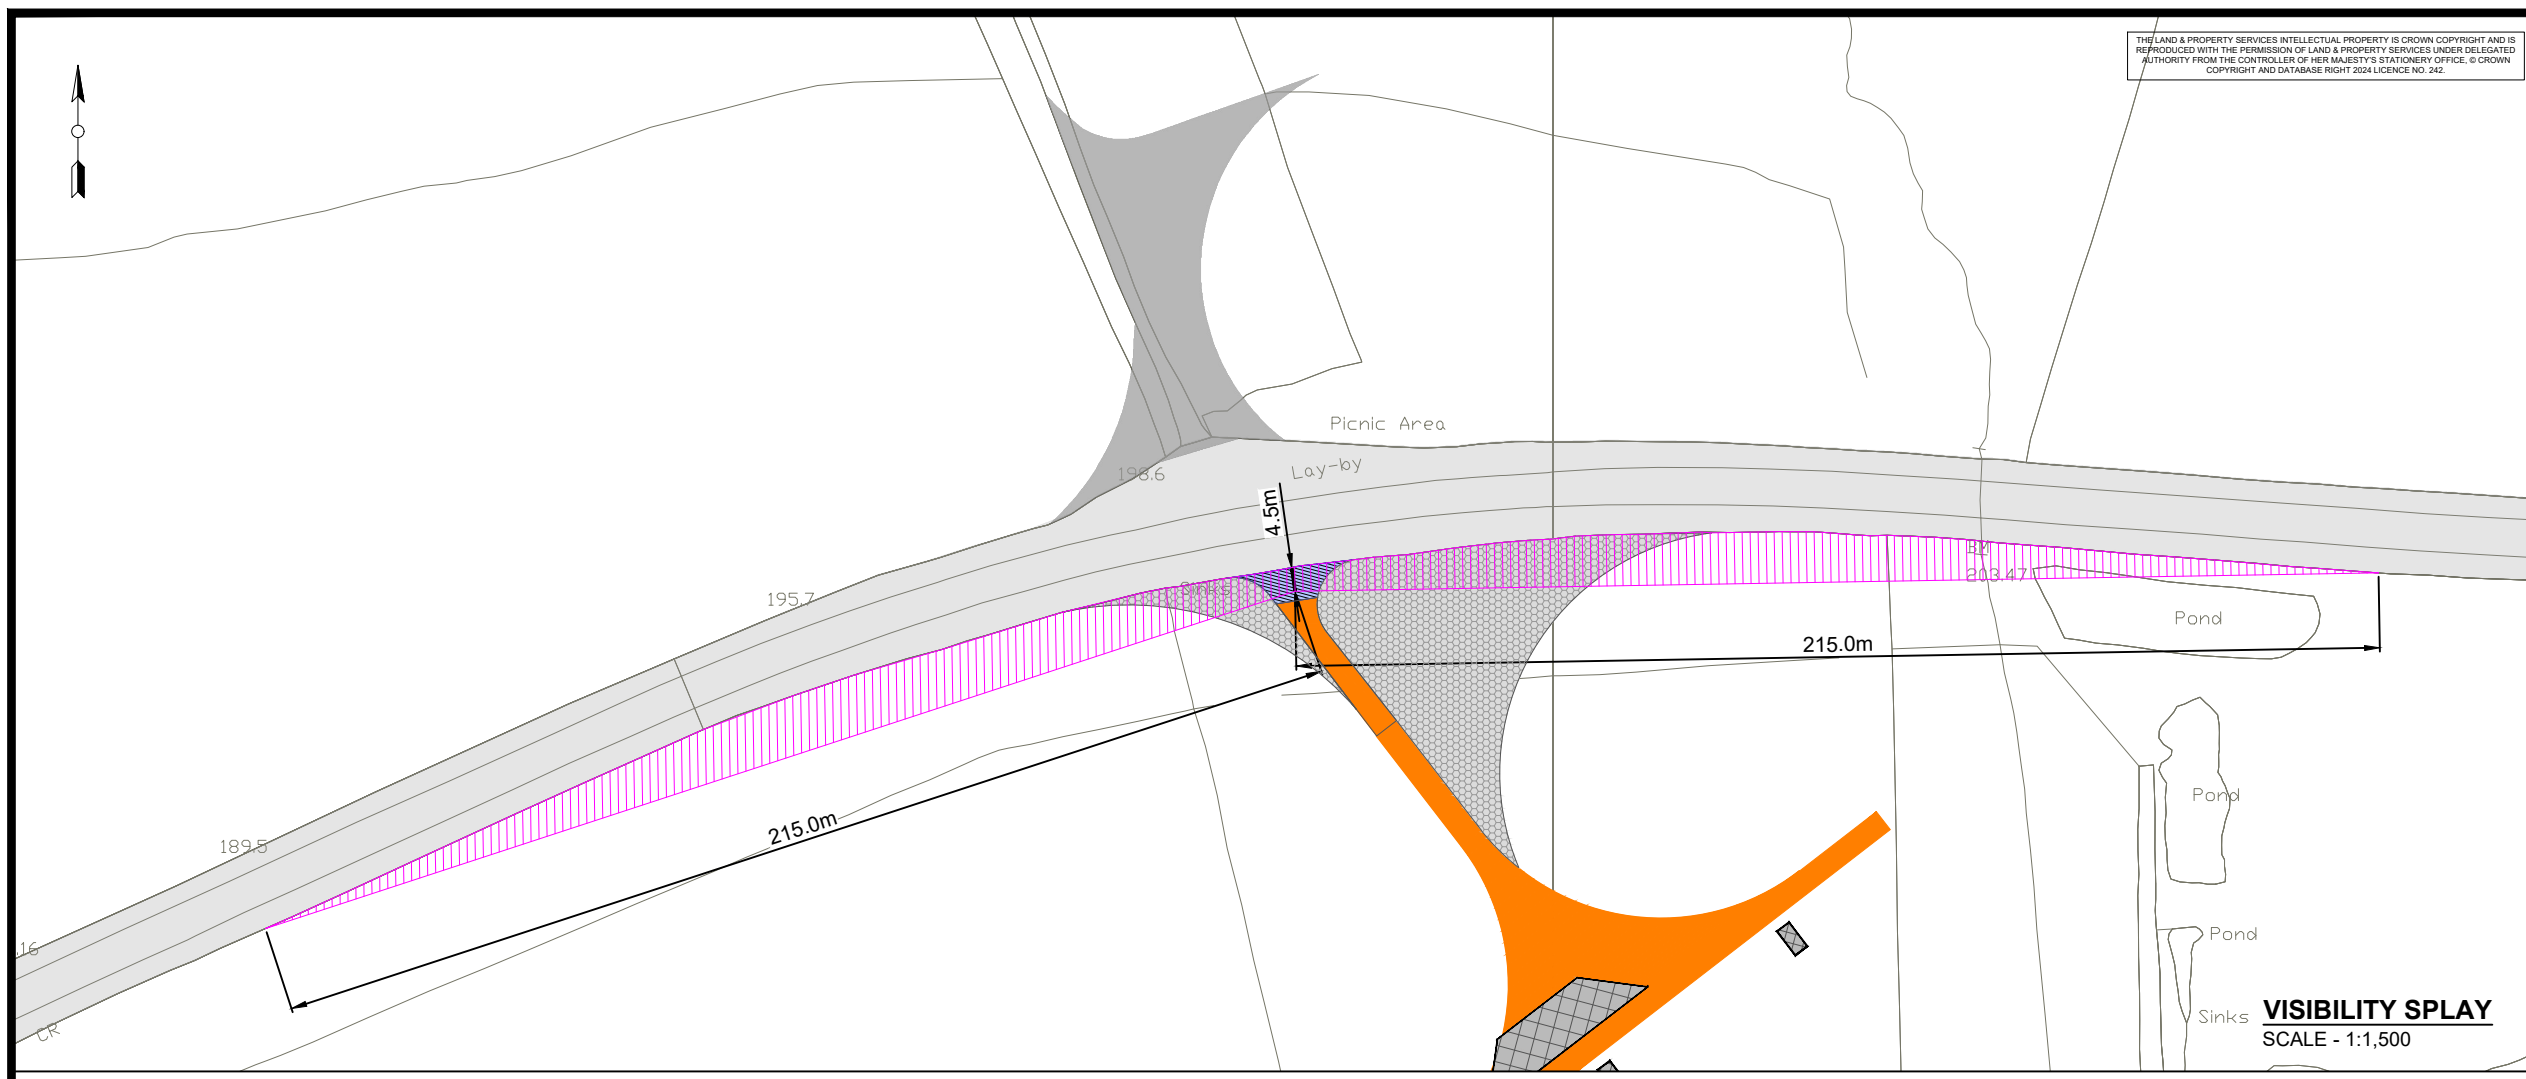 THE LAND & PROPERTY SERVICES INTELLECTUAL PROPERTY IS CROWN COPYRIGHT AND IS
REPRODUCED WITH THE PERMISSION OF LAND & PROPERTY SERVICES UNDER DELEGATED
AUTHORITY FROM THE CONTROLLER OF HER MAJESTY'S STATIONERY OFFICE, © CROWN
COPYRIGHT AND DATABASE RIGHT 2024 LICENCE NO. 242.
Picnic Area
Lay-by
198.6
4.5m
BM
203.47
Sinks
195.7
Pond
215.0m
Pond
215.0m
189.5
.16
Pond
CR
Sinks
VISIBILITY SPLAY
SCALE - 1:1,500